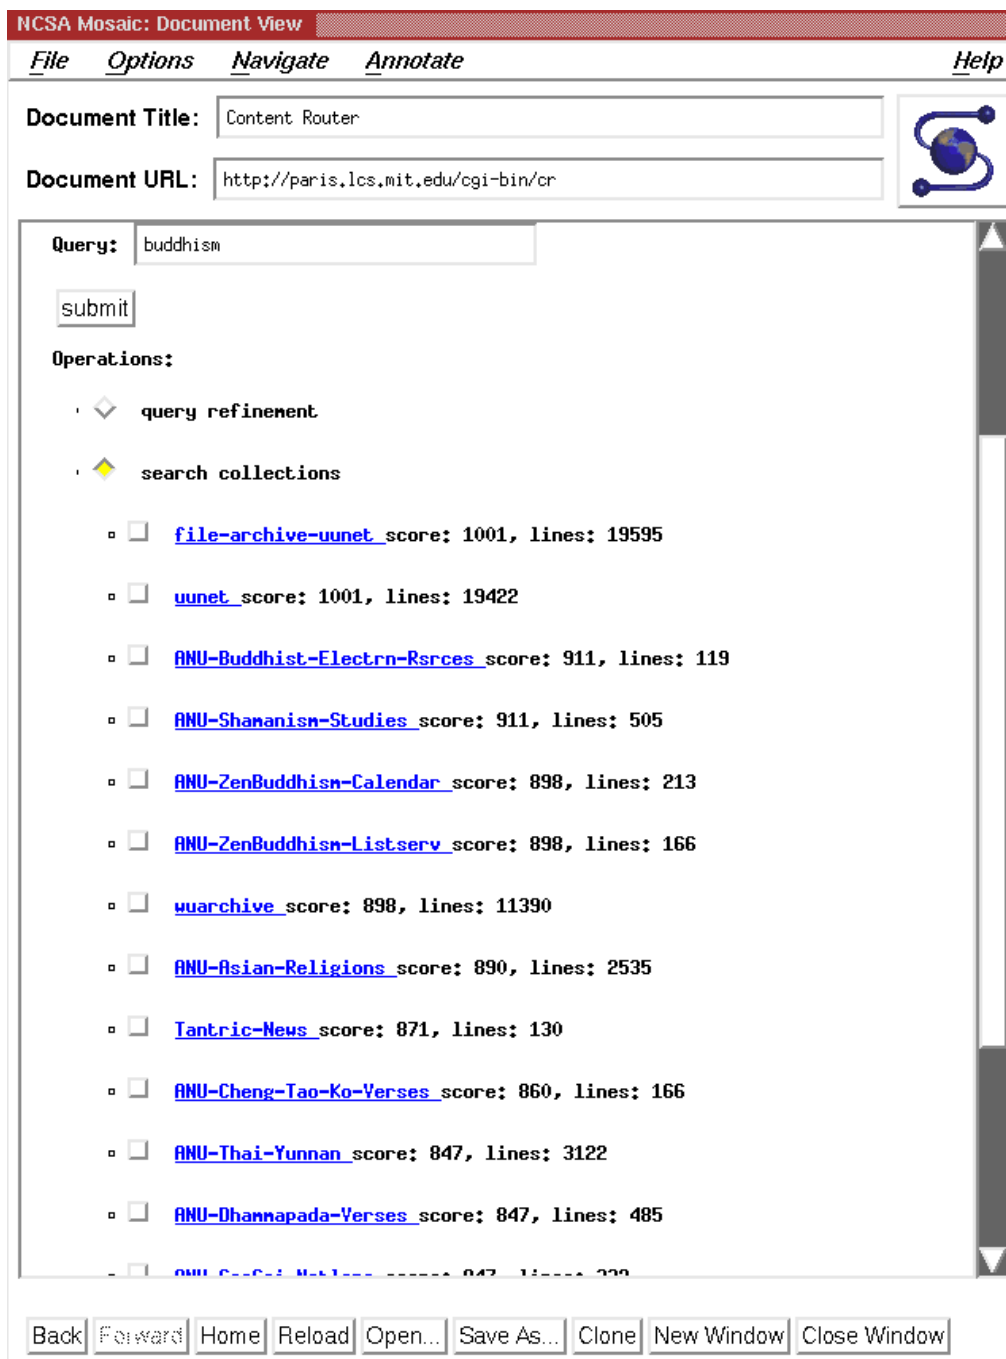 NCSA Mosaic: Document View
File Options Navigate Annotate Help
Document Title: Content Router
Document URL: http://paris.lcs.mit.edu/cgi-bin/cr
Query: buddhism
submit
Operations:
query refinement
search collections
file-archive-uunet score: 1001, lines: 19595
uunet score: 1001, lines: 19422
ANU-Buddhist-Electrn-Rsrces score: 911, lines: 119
ANU-Shamanism-Studies score: 911, lines: 505
ANU-ZenBuddhism-Calendar score: 898, lines: 213
ANU-ZenBuddhism-Listserv score: 898, lines: 166
wuarchive score: 898, lines: 11390
ANU-Asian-Religions score: 890, lines: 2535
Tantric-News score: 871, lines: 130
ANU-Cheng-Tao-Ko-Verses score: 860, lines: 166
ANU-Thai-Yunnan score: 847, lines: 3122
ANU-Dhammapada-Verses score: 847, lines: 485
score: 847, lines:
Back Forward Home Reload Open... Save As... Clone New Window Close Window